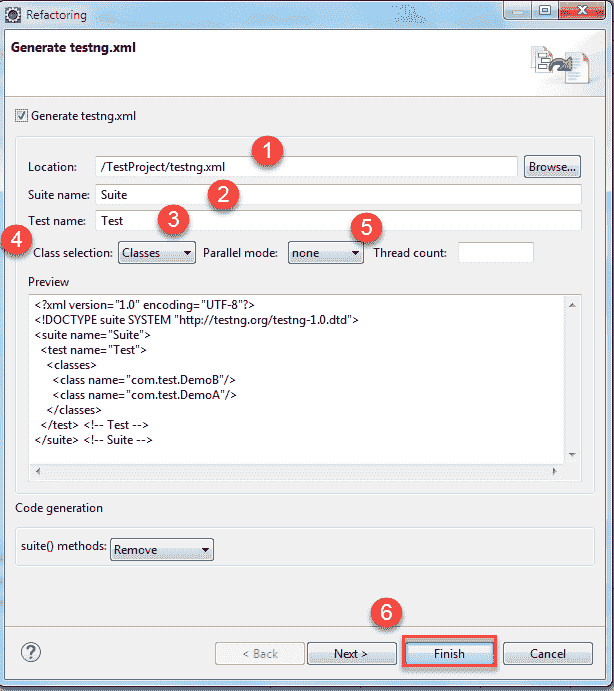 Refactoring
Generate testng.xml
Generate testng.xml
1
Location: /TestProject/testng.xml Browse...
2
Suite name: Suite
3
Test name: Test
4 5
Class selection: Classes Parallel mode: none Thread count:
Preview
<?xml version="1.0" encoding="UTF-8"?>
<!DOCTYPE suite SYSTEM "http://testng.org/testng-1.0.dtd">
<suite name="Suite">
<test name="Test">
<classes>
<class name="com.test.DemoB"/>
<class name="com.test.DemoA"/>
</classes>
</test> <!-- Test -->
</suite> <!-- Suite -->
Code generation
suite() methods: Remove
6
? < Back Next > Finish Cancel